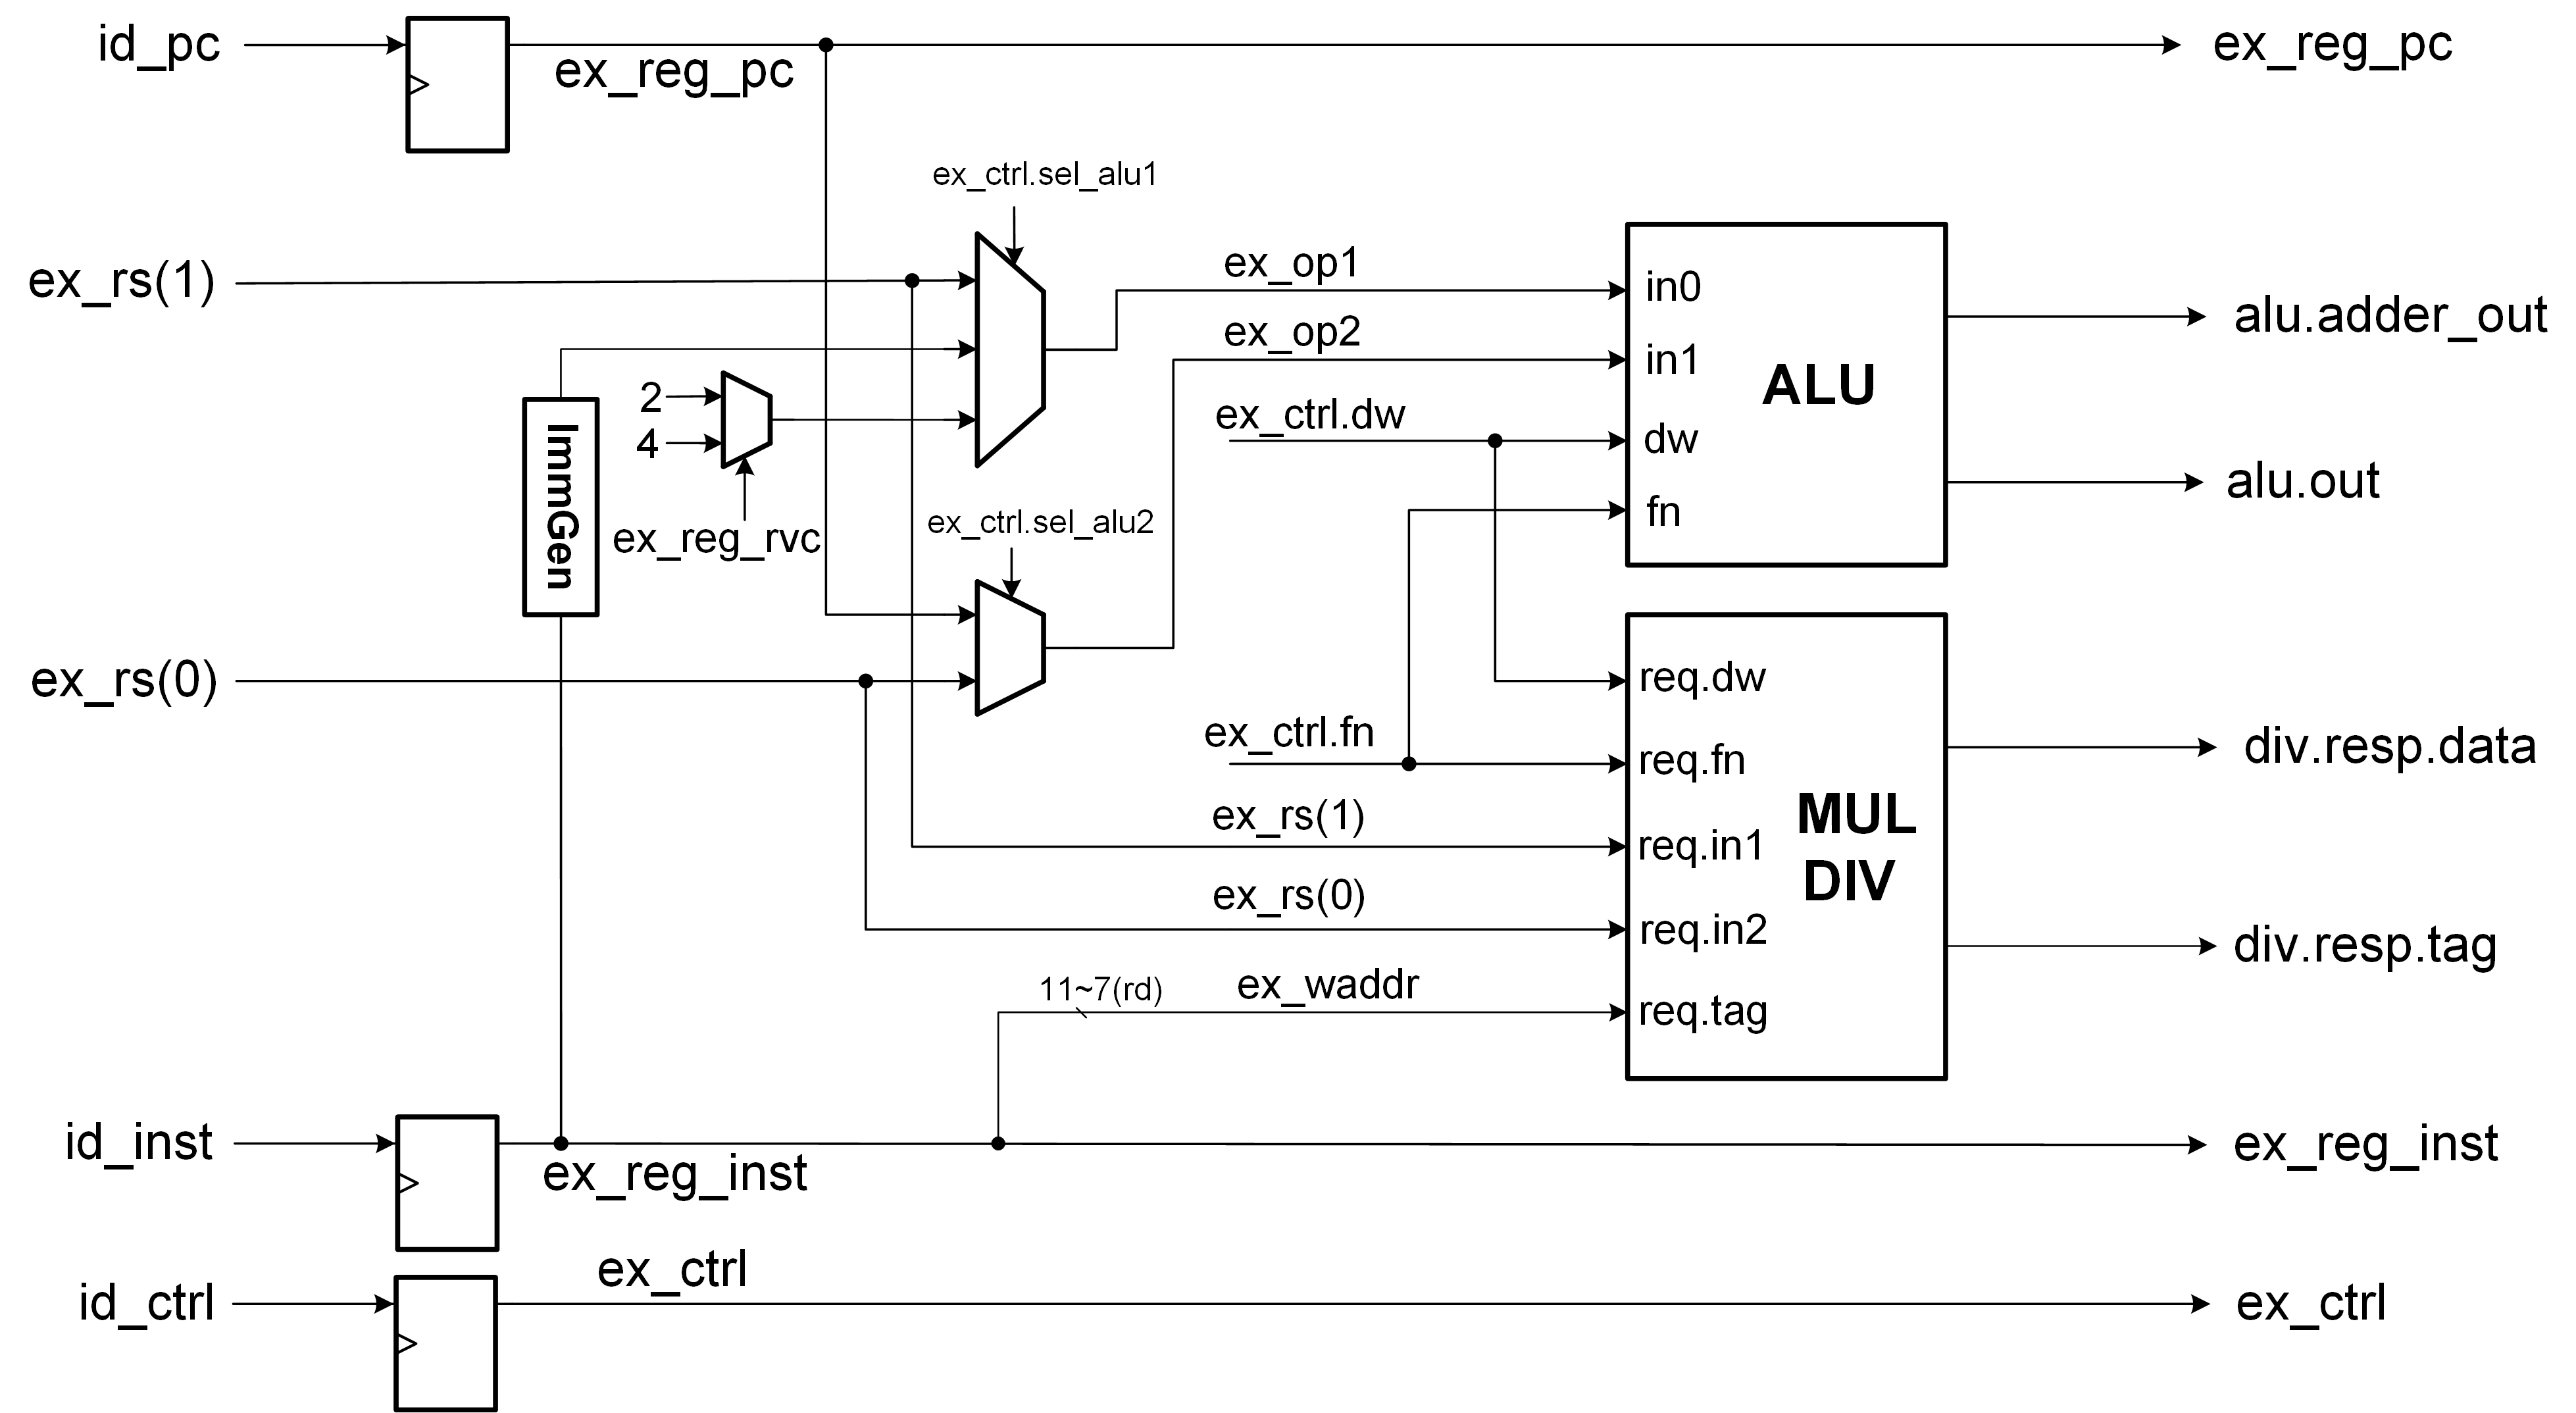 id_pc
ex_reg_pc
ex_reg_pc
ex_ctrl.sel_alu1
ex_rs(1)
ex_op1
ex_op2
in0
in1
ALU
alu.adder_out
2
4
ex_reg_rvc
ImmGen
ex_ctrl.dw
dw
fn
alu.out
ex_ctrl.sel_alu2
ex_rs(0)
ex_ctrl.fn
req.dw
req.fn
ex_rs(1)
req.in1
ex_rs(0)
req.in2
MUL
DIV
div.resp.data
div.resp.tag
11~7(rd)
ex_waddr
req.tag
id_inst
ex_reg_inst
ex_reg_inst
id_ctrl
ex_ctrl
ex_ctrl